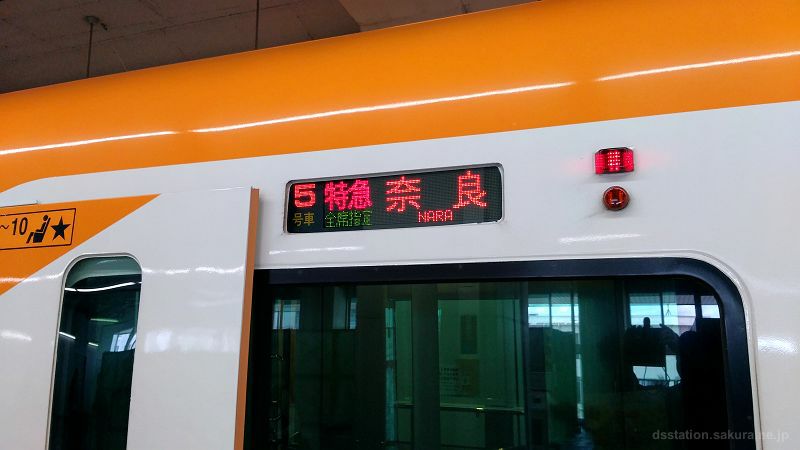 ~10
5 特急 奈良
号車 全席指定 NARA
dsstation.sakura.ne.jp